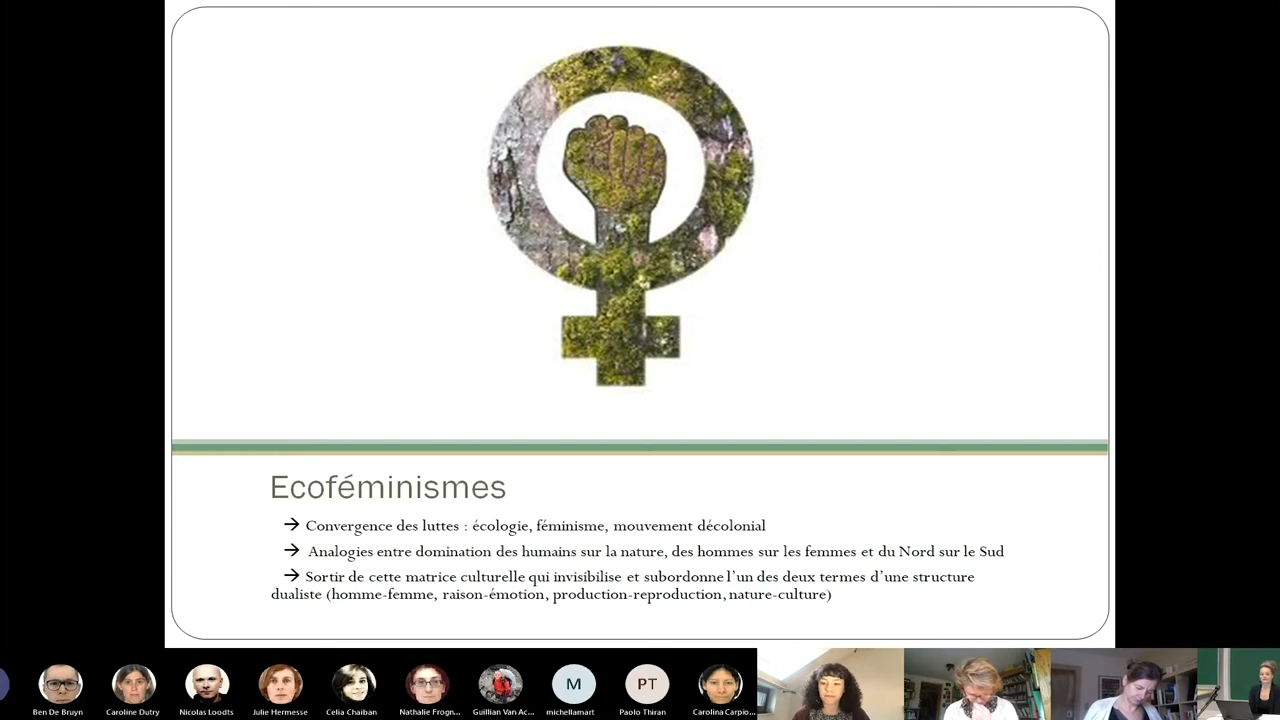 Ecoféminismes
→ Convergence des luttes : écologie, féminisme, mouvement décolonial
→ Analogies entre domination des humains sur la nature, des hommes sur les femmes et du Nord sur le Sud
→ Sortir de cette matrice culturelle qui invisibilise et subordonne l'un des deux termes d'une structure
dualiste (homme-femme, raison-émotion, production-reproduction, nature-culture)
M
PT
Ben De Bruyn
Caroline Dutry
Nicolas Loodts
Julie Hermesse
Celia Chaiban
Nathalie Frogn...
Guillian Van Ac...
michellamart
Paolo Thiran
Carolina Carpio...